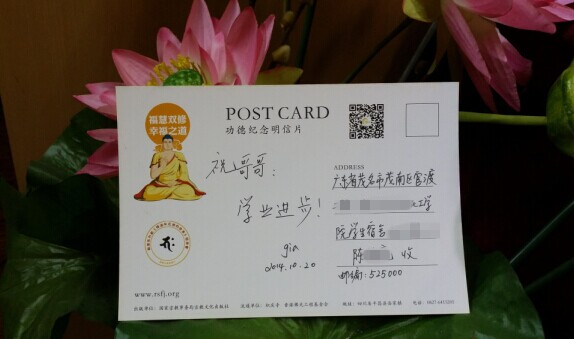 福慧双修
幸福之道
POST CARD
功德纪念明信片
祝哥哥:
学业进步!
gia
2014.10.20
ADDRESS
广东省茂名市茂南区官渡
工学
院学生宿舍
陈 收
邮编:525000
www.rsfj.org